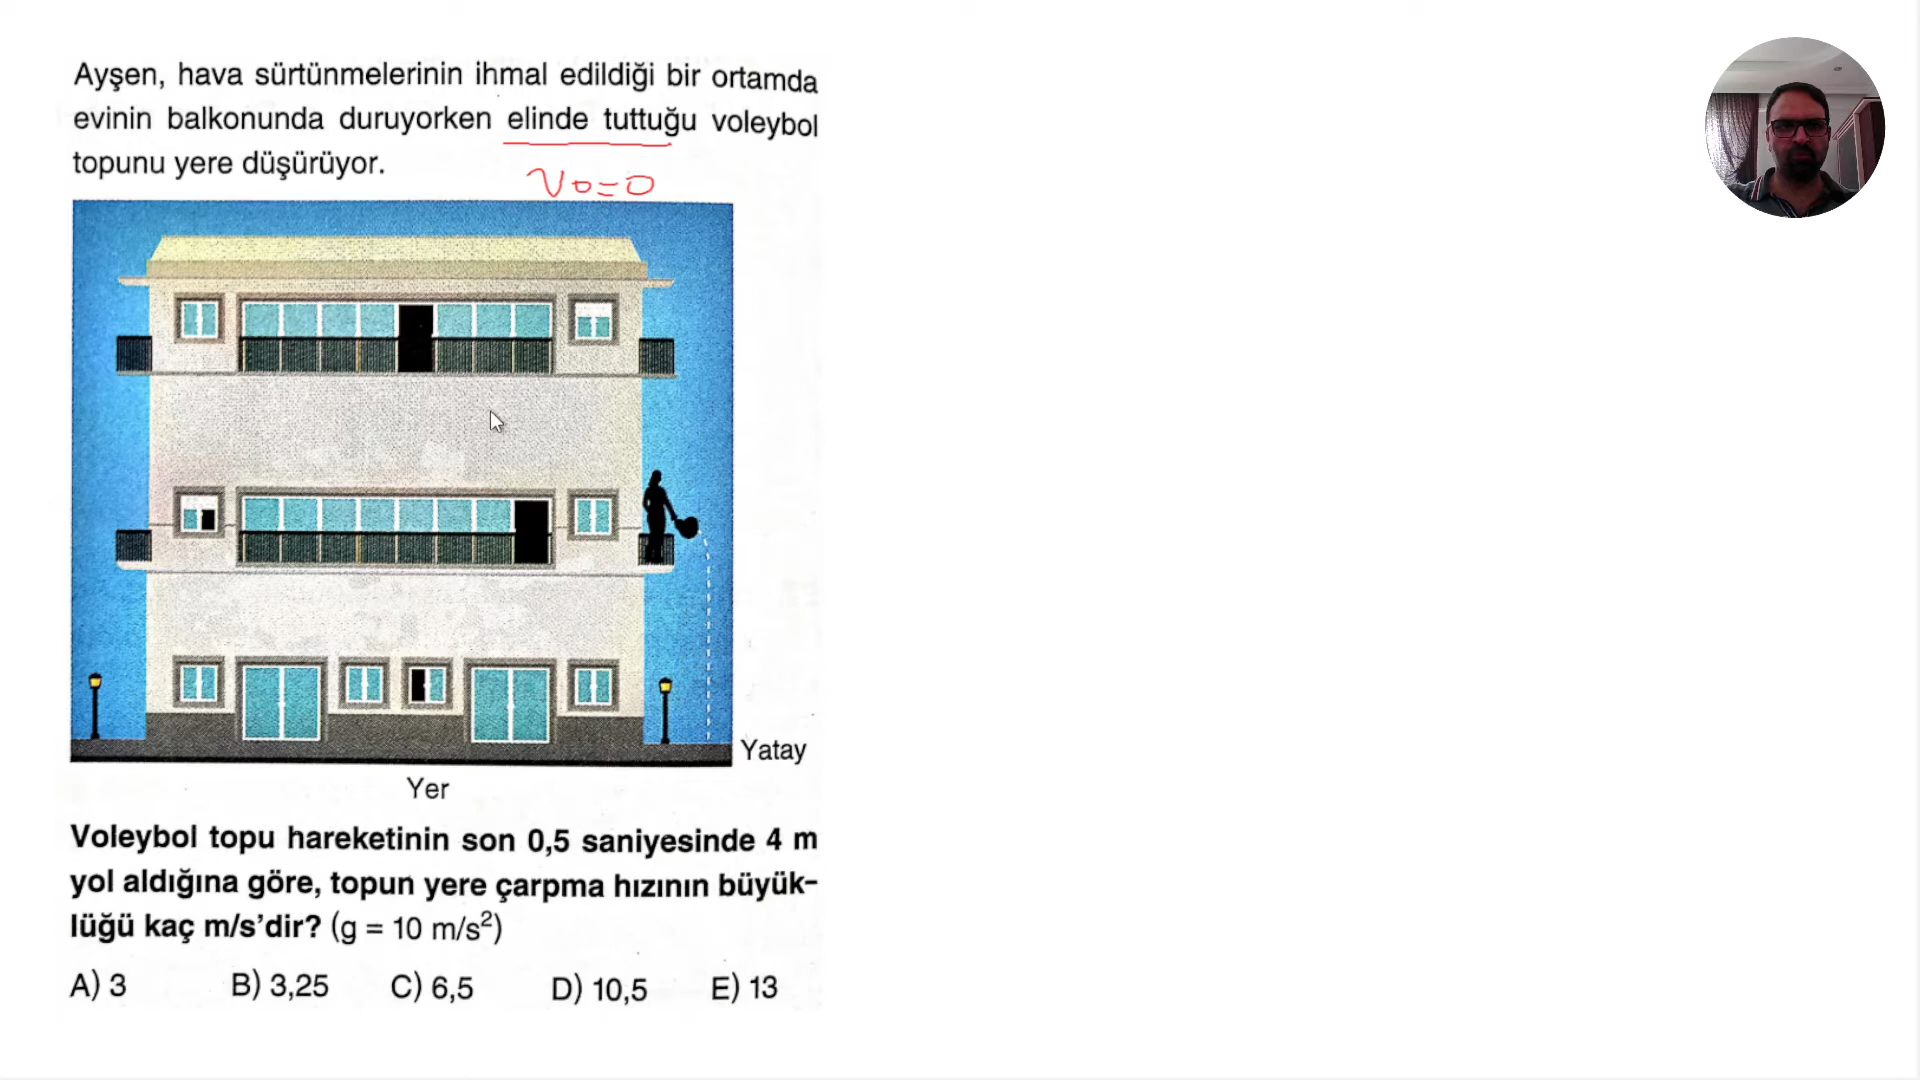 Ayşen, hava sürtünmelerinin ihmal edildiği bir ortamda
evinin balkonunda duruyorken elinde tuttuğu voleybol
topunu yere düşürüyor.
V0=0
Yatay
Yer
Voleybol topu hareketinin son 0,5 saniyesinde 4 m
yol aldığına göre, topun yere çarpma hızının büyük-
lüğü kaç m/s'dir? (g = 10 m/s²)
A) 3 B) 3,25 C) 6,5 D) 10,5 E) 13